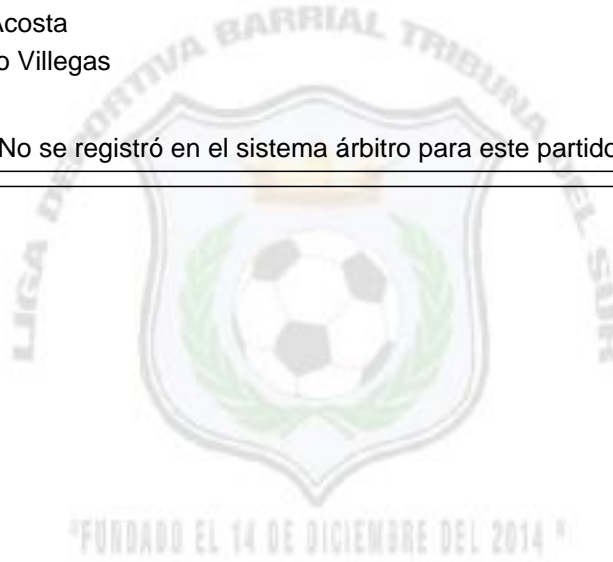 Acosta
o Villegas
No se registró en el sistema árbitro para este partido
LIGA DEPORTIVA BARRIAL TRIBUNA DEL SUR
"FUNDADO EL 14 DE DICIEMBRE DEL 2014 "